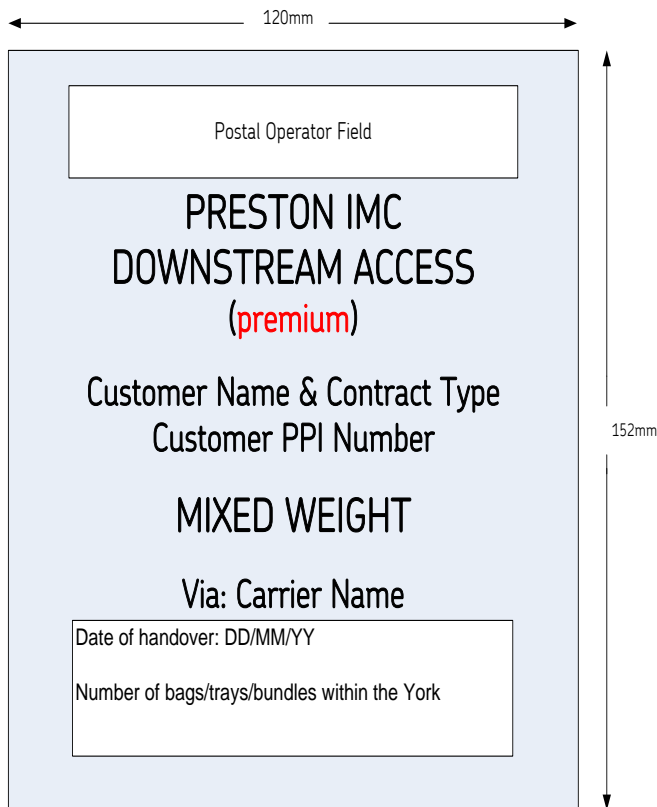 120mm
Postal Operator Field
PRESTON IMC
DOWNSTREAM ACCESS
(premium)
Customer Name & Contract Type
Customer PPI Number
152mm
MIXED WEIGHT
Via: Carrier Name
Date of handover: DD/MM/YY
Number of bags/trays/bundles within the York